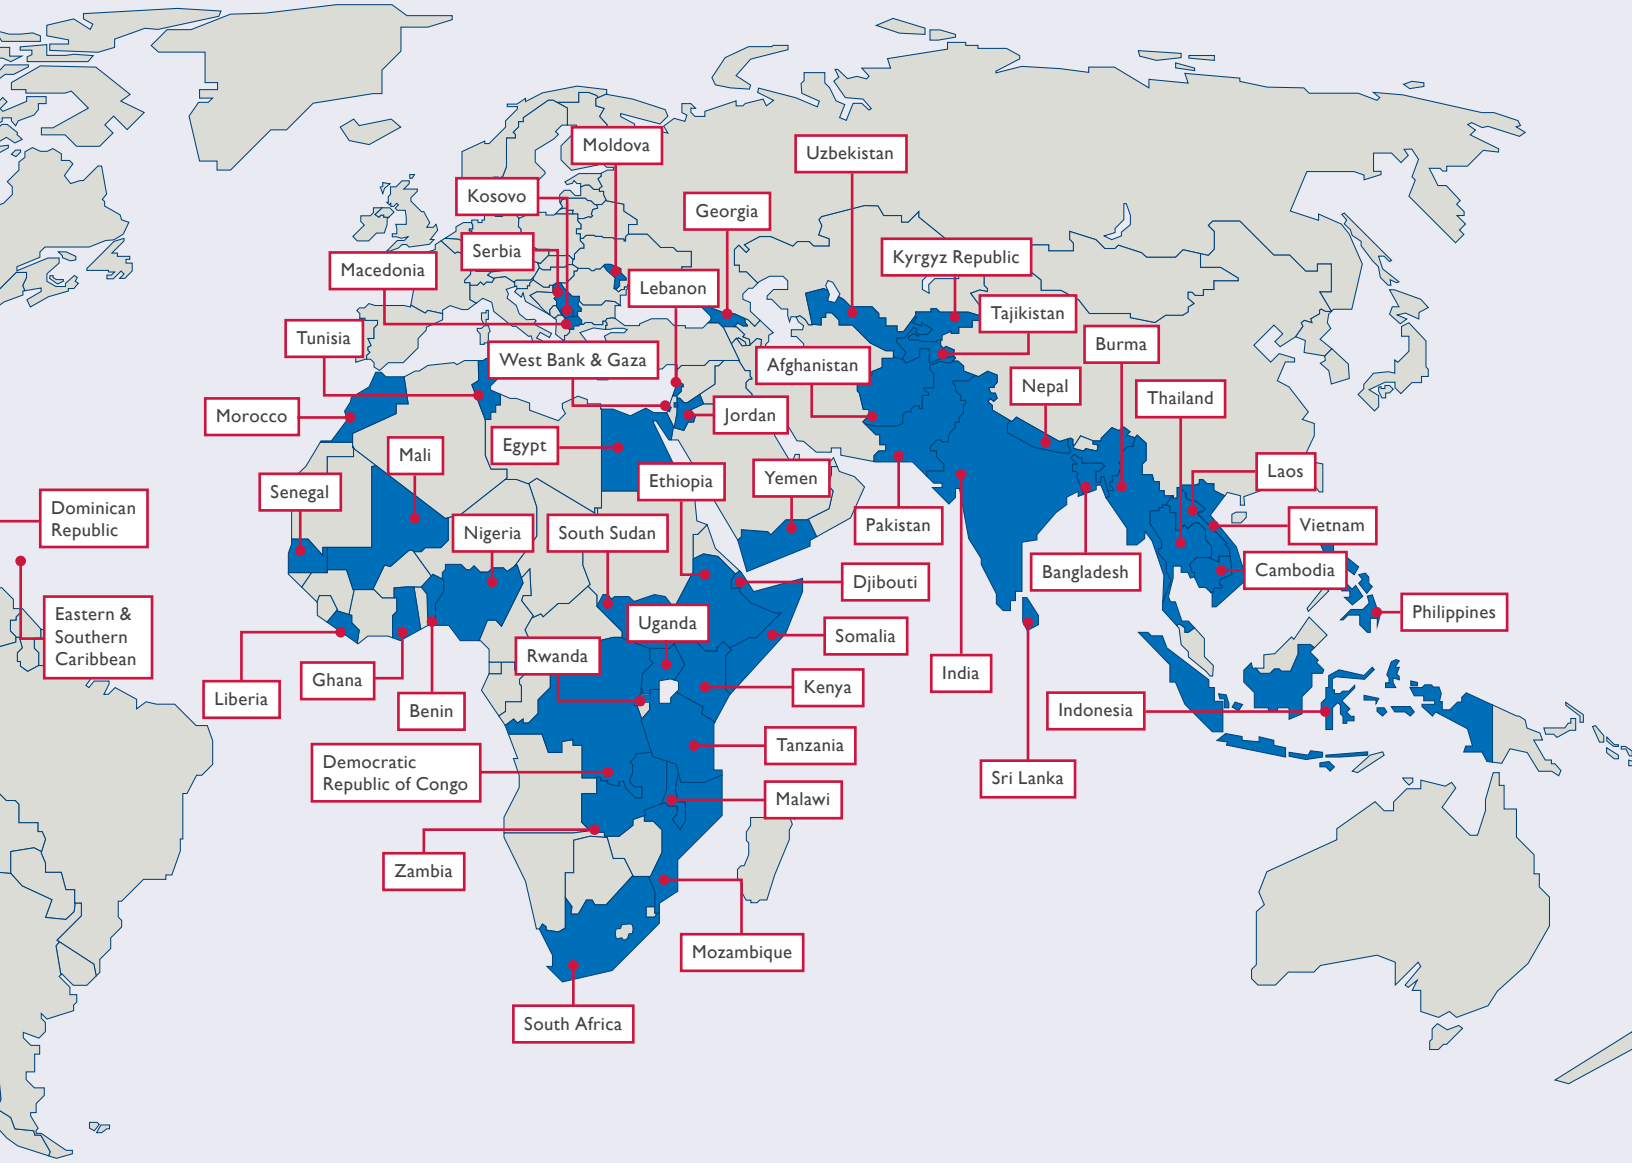 Moldova
Uzbekistan
Kosovo
Georgia
Serbia
Kyrgyz Republic
Macedonia
Lebanon
Tajikistan
Tunisia
Burma
West Bank & Gaza
Afghanistan
Nepal
Thailand
Morocco
Jordan
Egypt
Mali
Laos
Ethiopia
Yemen
Senegal
Dominican
Republic
Nigeria
South Sudan
Pakistan
Vietnam
Bangladesh
Cambodia
Djibouti
Philippines
Eastern &
Southern
Caribbean
Uganda
Somalia
Rwanda
India
Ghana
Kenya
Liberia
Benin
Indonesia
Tanzania
Democratic
Republic of Congo
Sri Lanka
Malawi
Zambia
Mozambique
South Africa